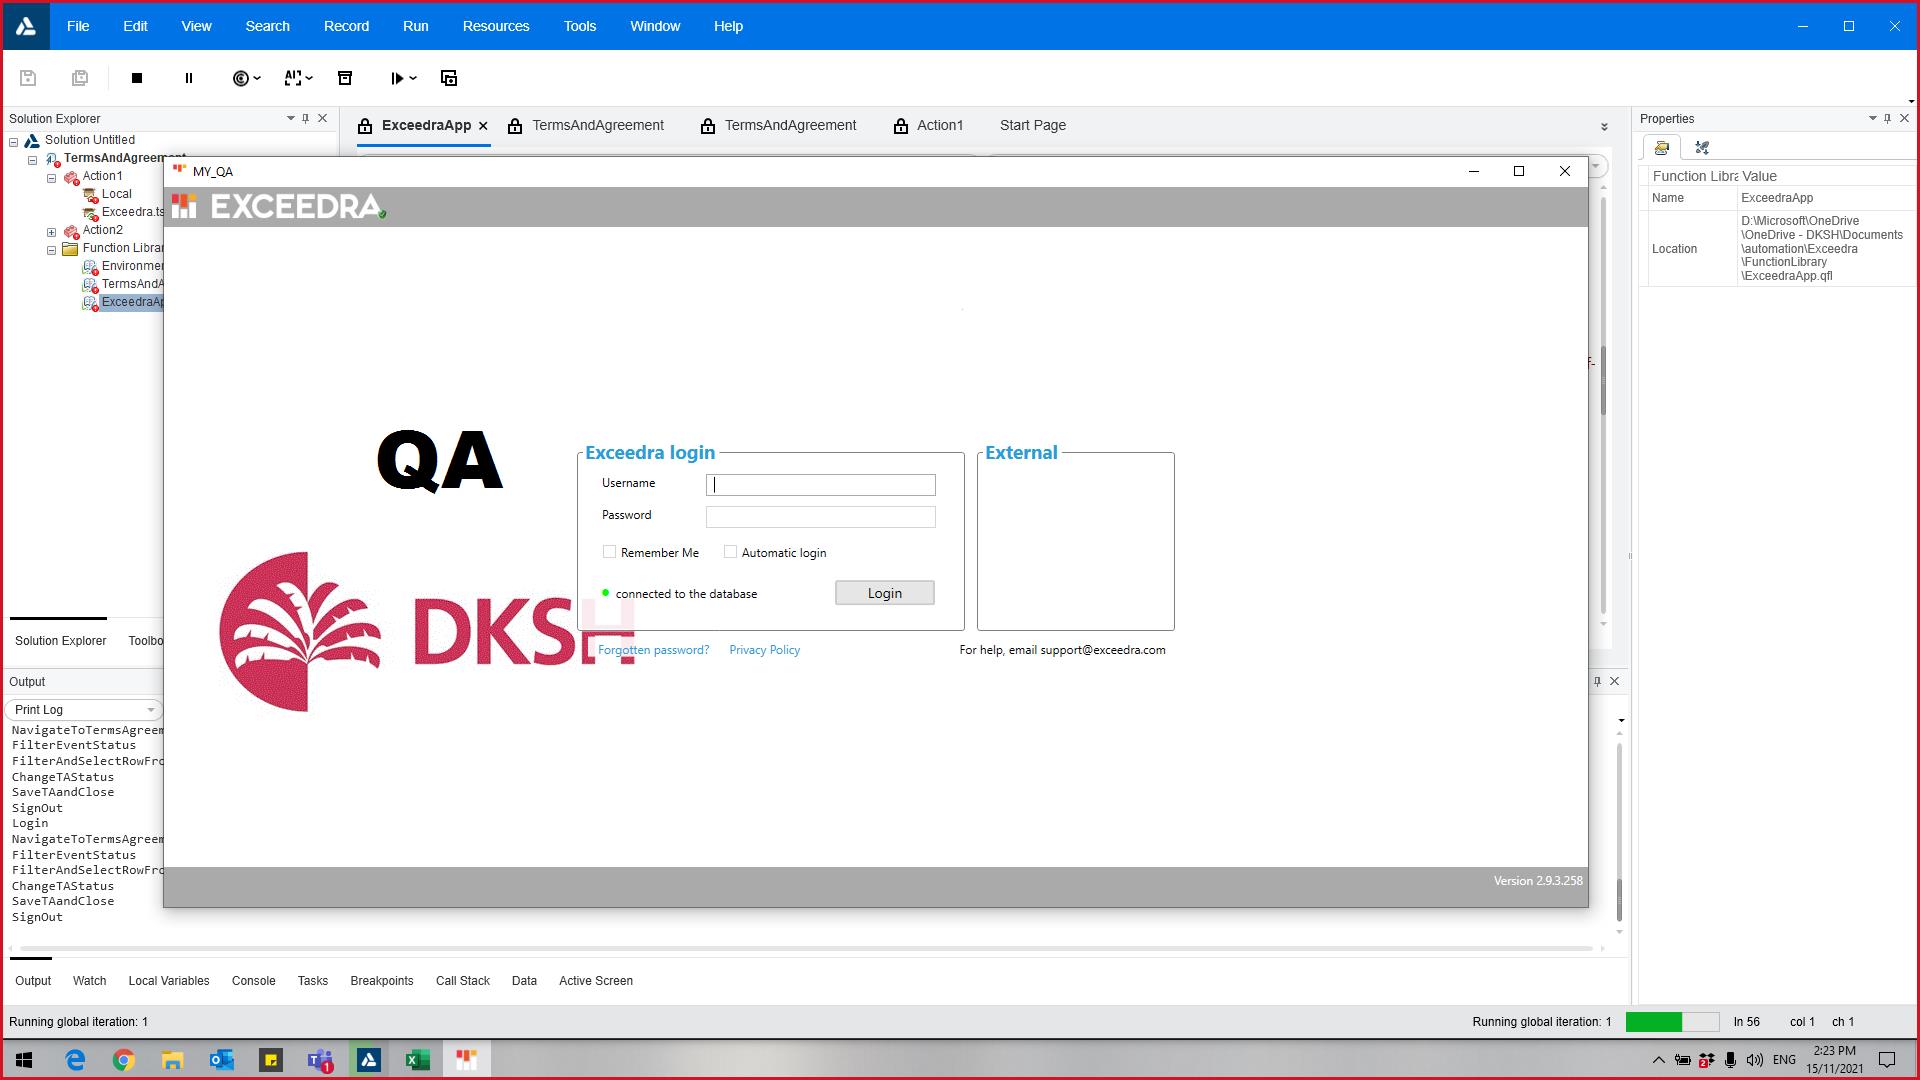 File Edit View Search Record Run Resources Tools Window Help
Solution Explorer
Solution Untitled
TermsAndAgreement
Action1
Local
Exceedra.ts
Action2
Function Librar
Environmen
TermsAndA
ExceedraAp
Solution Explorer Toolbo
ExceedraApp TermsAndAgreement TermsAndAgreement Action1 Start Page
MY_QA
EXCEEDRA
QA
DKSH
Exceedra login
Username
Password
Remember Me Automatic login
connected to the database Login
Forgotten password? Privacy Policy
External
For help, email support@exceedra.com
Version 2.9.3.258
Properties
Function Libra Value
Name ExceedraApp
Location
D:\Microsoft\OneDrive
\OneDrive - DKSH\Documents
\automation\Exceedra
\FunctionLibrary
\ExceedraApp.qfl
Output
Print Log
NavigateToTermsAgreem
FilterEventStatus
FilterAndSelectRowFro
ChangeTAStatus
SaveTAandClose
SignOut
Login
NavigateToTermsAgreem
FilterEventStatus
FilterAndSelectRowFro
ChangeTAStatus
SaveTAandClose
SignOut
Output Watch Local Variables Console Tasks Breakpoints Call Stack Data Active Screen
Running global iteration: 1
Running global iteration: 1 ln 56 col 1 ch 1
1
2
ENG
2:23 PM
15/11/2021